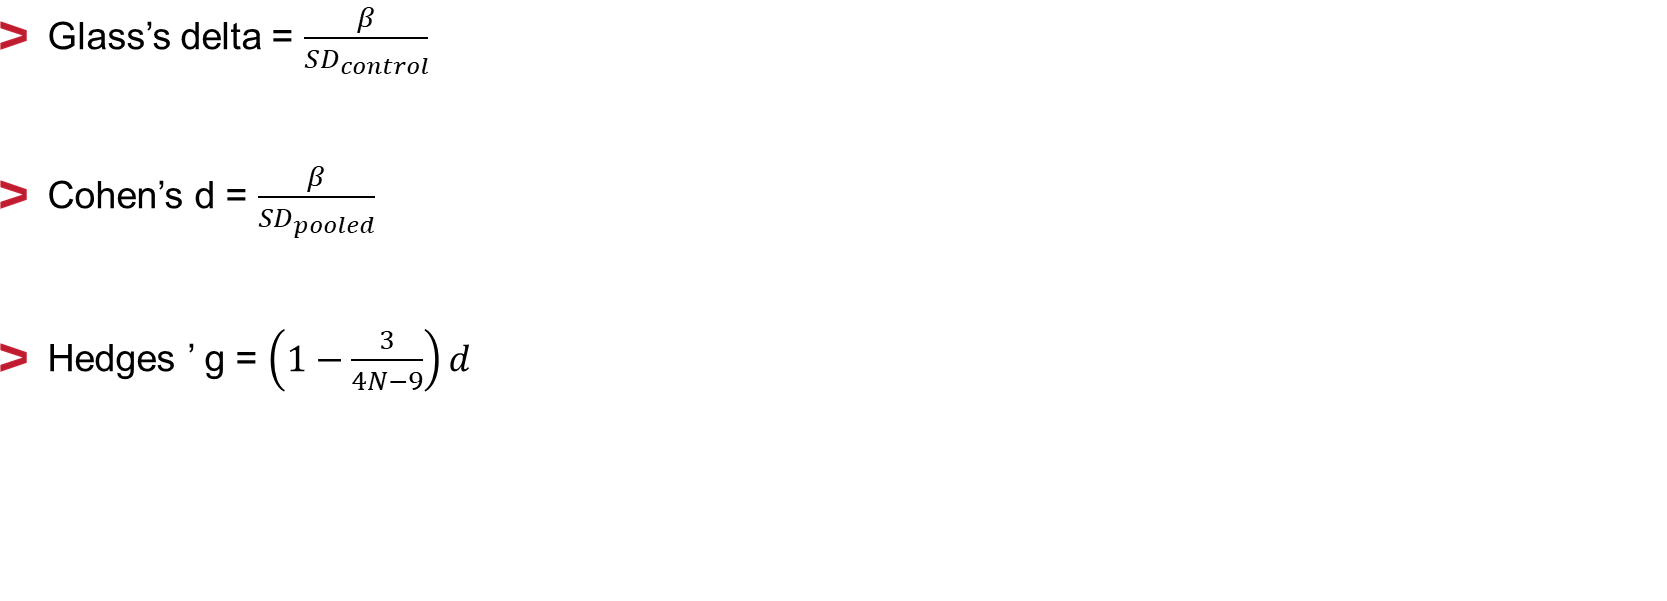 > Glass’s delta = β / SD_control
> Cohen’s d = β / SD_pooled
> Hedges ’ g = (1 − 3 / 4N−9) d